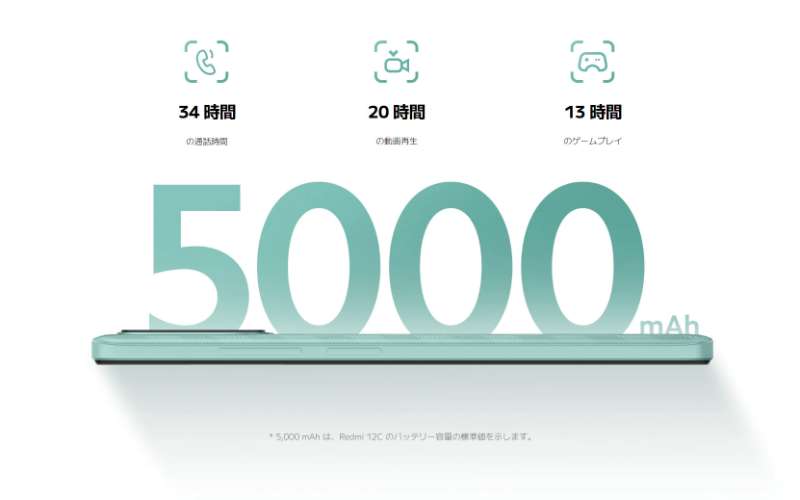 34 時間
の通話時間
20 時間
の動画再生
13 時間
のゲームプレイ
5000
mAh
* 5,000 mAh は、Redmi 12C のバッテリー容量の標準値を示します。